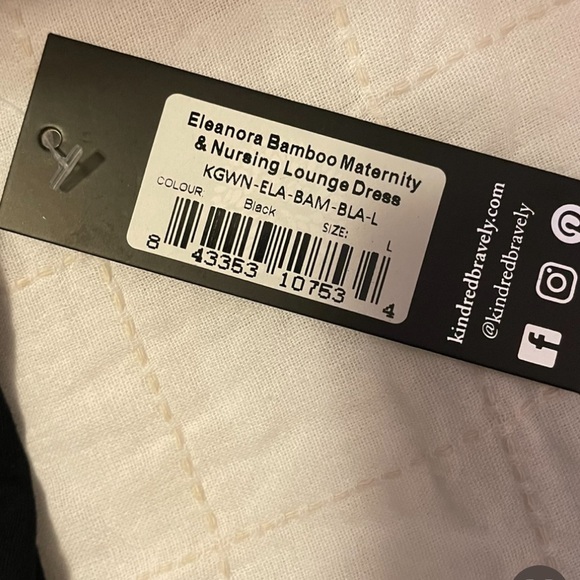 Eleanora Bamboo Maternity
& Nursing Lounge Dress
KGWN-ELA-BAM-BLA-L
COLOUR Black SIZE: L
8 43353 10753 4
kindredbravely.com
@kindredbravely